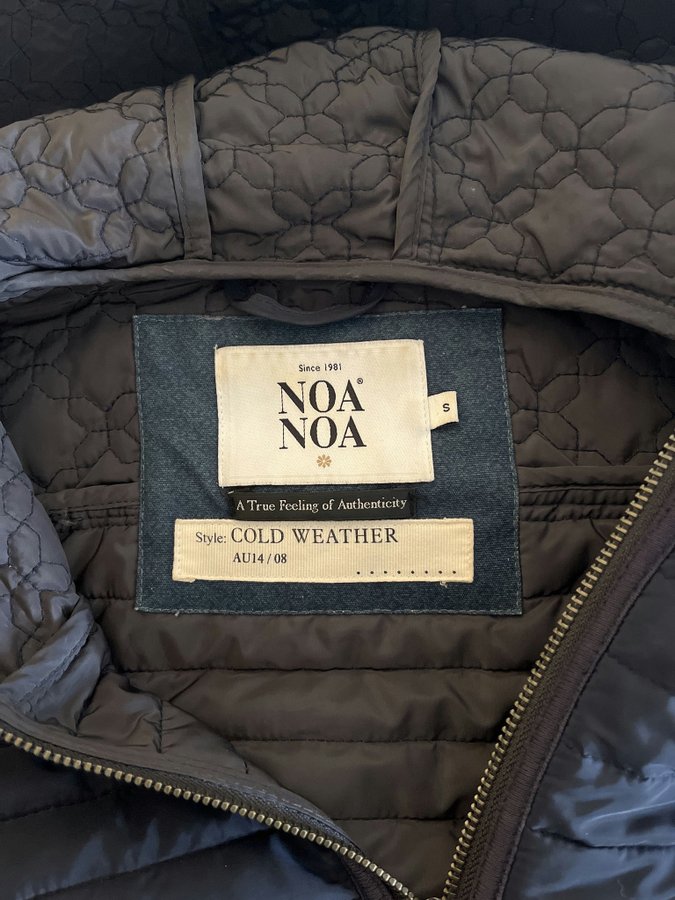 Since 1981
NOA®
NOA
S
A True Feeling of Authenticity
Style: COLD WEATHER
AU14/08